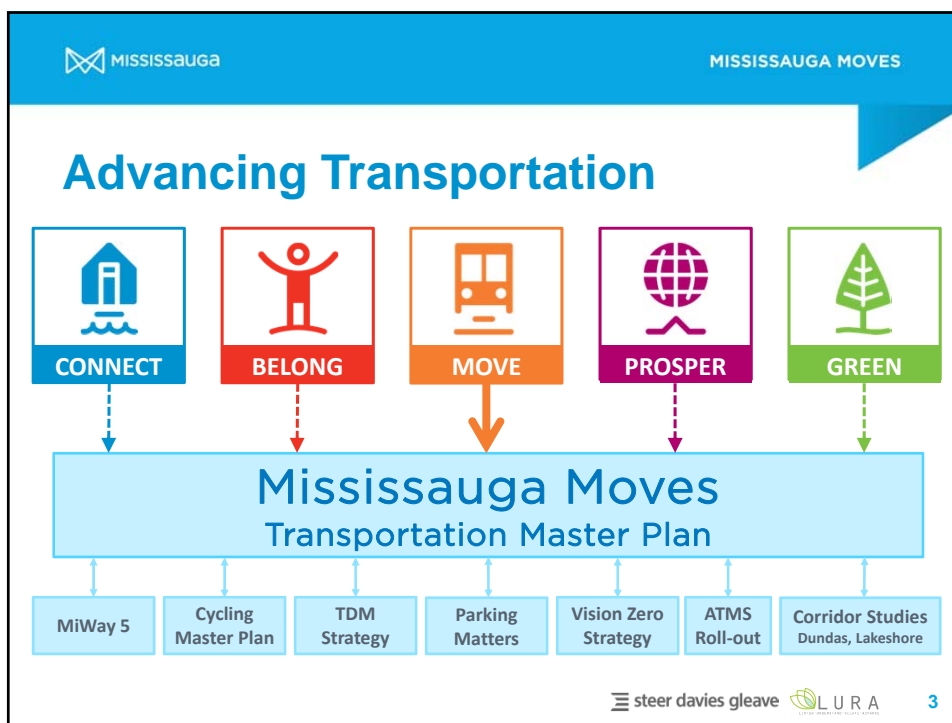 MISSISSAUGA
MISSISSAUGA MOVES
Advancing Transportation
CONNECT
BELONG
MOVE
PROSPER
GREEN
Mississauga Moves
Transportation Master Plan
MiWay 5
Cycling
Master Plan
TDM
Strategy
Parking
Matters
Vision Zero
Strategy
ATMS
Roll-out
Corridor Studies
Dundas, Lakeshore
steer davies gleave
LURA
3